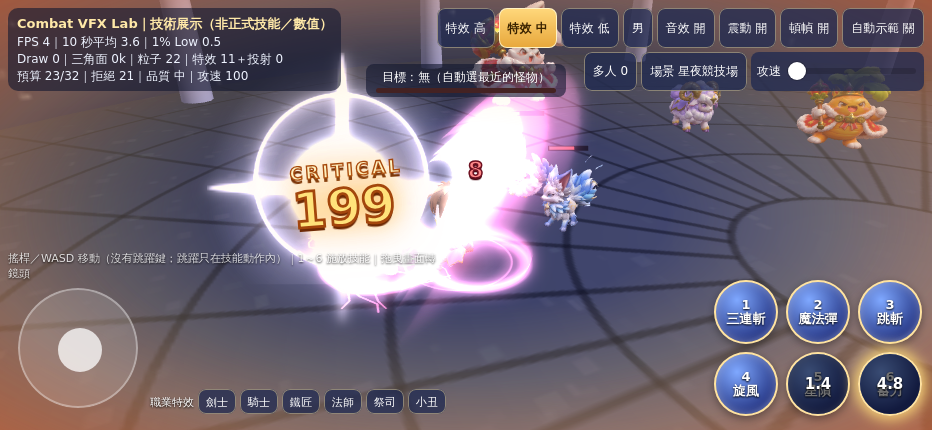 Combat VFX Lab｜技術展示（非正式技能／數值）
FPS 4｜10 秒平均 3.6｜1% Low 0.5
Draw 0｜三角面 0k｜粒子 22｜特效 11＋投射 0
預算 23/32｜拒絕 21｜品質 中｜攻速 100
特效 高
特效 中
特效 低
男
音效 開
震動 開
頓幀 開
自動示範 關
目標：無（自動選最近的怪物）
多人 0
場景 星夜競技場
攻速
CRITICAL
199
8
搖桿／WASD 移動（沒有跳躍鍵；跳躍只在技能動作內）｜1～6 施放技能｜拖曳畫面轉
鏡頭
1
三連斬
2
魔法彈
3
跳斬
4
旋風
5
1.4
星隕
6
4.8
蓄力
職業特效
劍士
騎士
鐵匠
法師
祭司
小丑